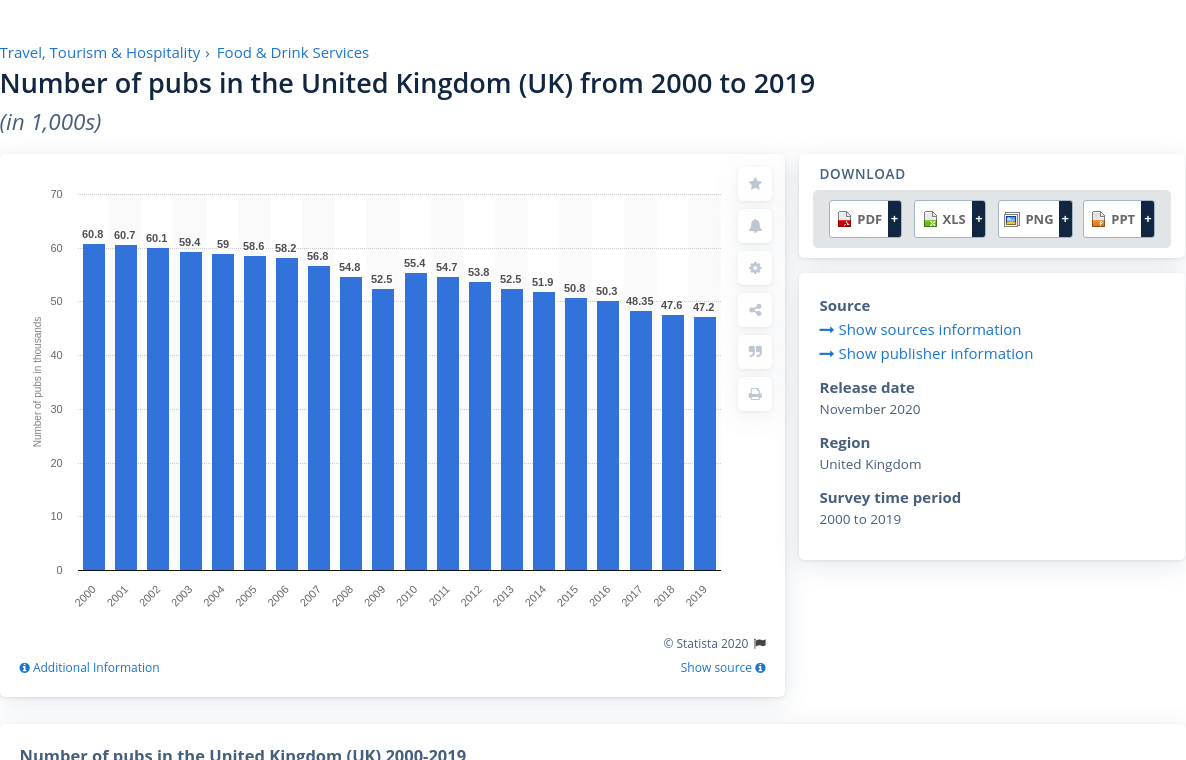 Travel, Tourism & Hospitality › Food & Drink Services
Number of pubs in the United Kingdom (UK) from 2000 to 2019
(in 1,000s)
Number of pubs in thousands
70
60
50
40
30
20
10
0
60.8 60.7 60.1 59.4 59 58.6 58.2 56.8 54.8 52.5 55.4 54.7 53.8 52.5 51.9 50.8 50.3 48.35 47.6 47.2
2000 2001 2002 2003 2004 2005 2006 2007 2008 2009 2010 2011 2012 2013 2014 2015 2016 2017 2018 2019
© Statista 2020
Additional Information
Show source
DOWNLOAD
PDF + XLS + PNG + PPT +
Source
Show sources information
Show publisher information
Release date
November 2020
Region
United Kingdom
Survey time period
2000 to 2019
Number of pubs in the United Kingdom (UK) 2000-2019